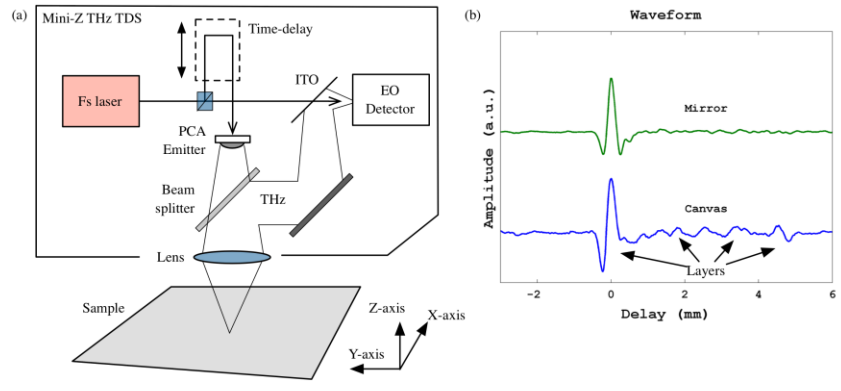 (a)
Mini-Z THz TDS
Time-delay
ITO
Fs laser
EO
Detector
PCA
Emitter
Beam
splitter
THz
Lens
Sample
Z-axis
X-axis
Y-axis
(b)
Waveform
Amplitude (a.u.)
Mirror
Canvas
Layers
-2
0
2
4
6
Delay (mm)